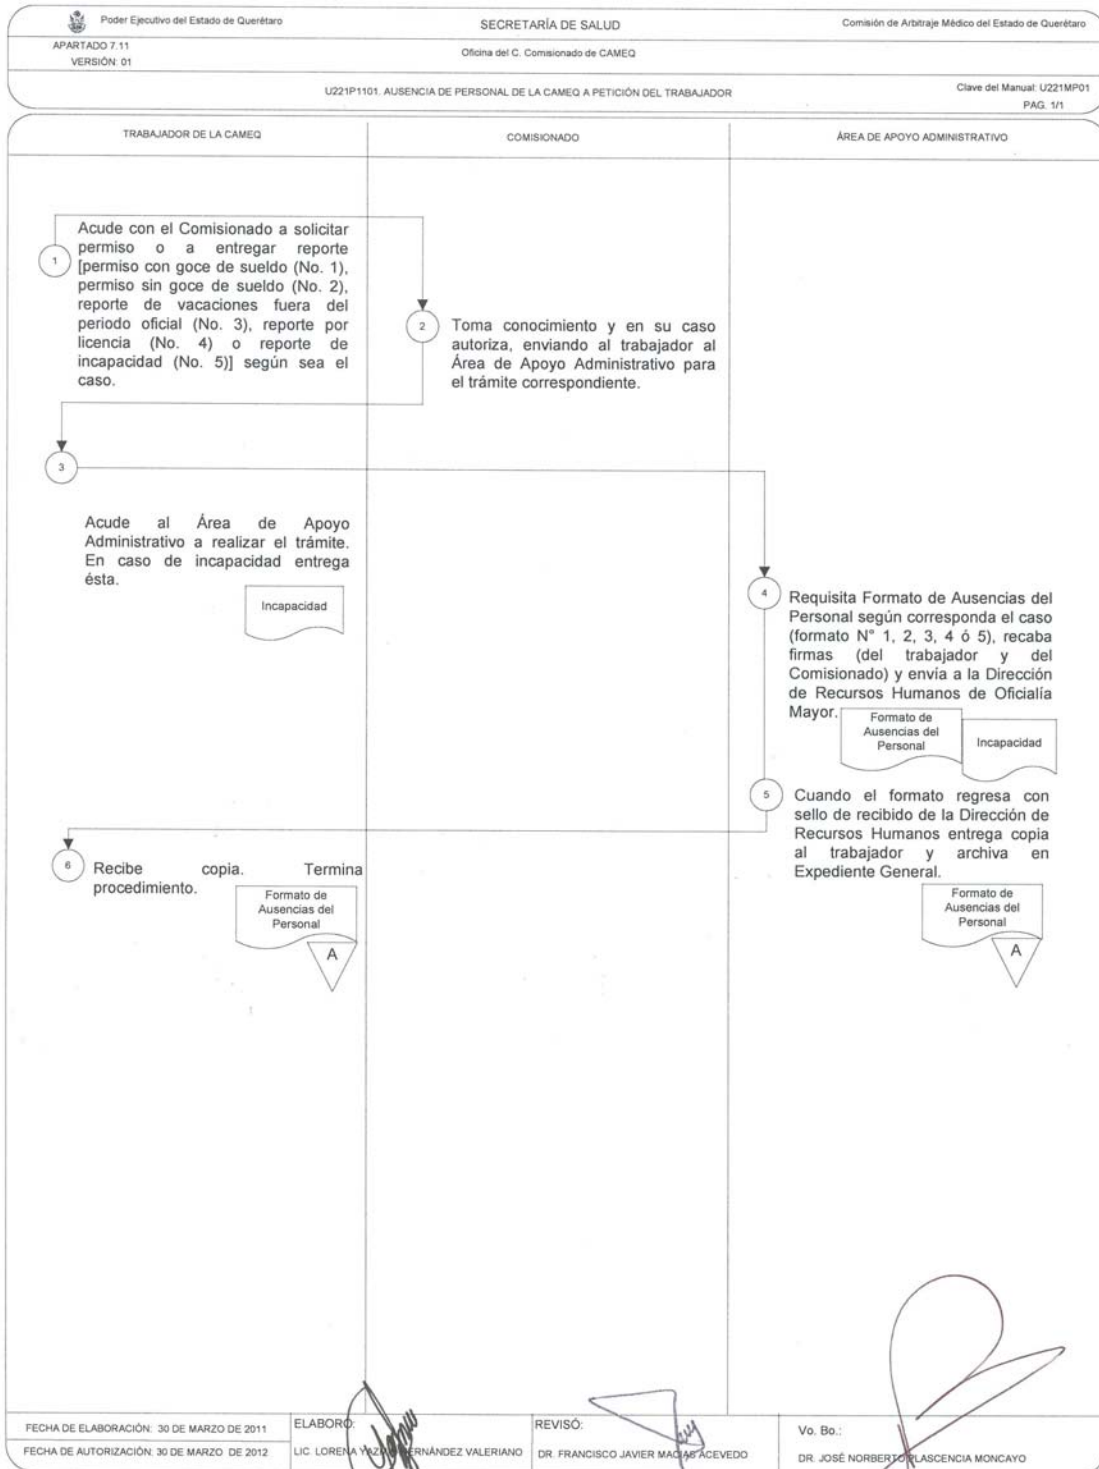 Poder Ejecutivo del Estado de Querétaro
SECRETARÍA DE SALUD
Comisión de Arbitraje Médico del Estado de Querétaro
APARTADO 7.11
VERSIÓN: 01
Oficina del C. Comisionado de CAMEQ
U221P1101. AUSENCIA DE PERSONAL DE LA CAMEQ A PETICIÓN DEL TRABAJADOR
Clave del Manual: U221MP01
PAG. 1/1
TRABAJADOR DE LA CAMEQ
COMISIONADO
ÁREA DE APOYO ADMINISTRATIVO
1
Acude con el Comisionado a solicitar
permiso o a entregar reporte
[permiso con goce de sueldo (No. 1),
permiso sin goce de sueldo (No. 2),
reporte de vacaciones fuera del
periodo oficial (No. 3), reporte por
licencia (No. 4) o reporte de
incapacidad (No. 5)] según sea el
caso.
2
Toma conocimiento y en su caso
autoriza, enviando al trabajador al
Área de Apoyo Administrativo para
el trámite correspondiente.
3
Acude al Área de Apoyo
Administrativo a realizar el trámite.
En caso de incapacidad entrega
ésta.
Incapacidad
4
Requisita Formato de Ausencias del
Personal según corresponda el caso
(formato N° 1, 2, 3, 4 ó 5), recaba
firmas (del trabajador y del
Comisionado) y envía a la Dirección
de Recursos Humanos de Oficialía
Mayor.
Formato de
Ausencias del
Personal
Incapacidad
5
Cuando el formato regresa con
sello de recibido de la Dirección de
Recursos Humanos entrega copia
al trabajador y archiva en
Expediente General.
Formato de
Ausencias del
Personal
A
6
Recibe copia. Termina
procedimiento.
Formato de
Ausencias del
Personal
A
FECHA DE ELABORACIÓN: 30 DE MARZO DE 2011
FECHA DE AUTORIZACIÓN: 30 DE MARZO DE 2012
ELABORÓ:
LIC. LORENA HERNÁNDEZ VALERIANO
REVISÓ:
DR. FRANCISCO JAVIER MACÍAS ACEVEDO
Vo. Bo.:
DR. JOSÉ NORBERTO PLASCENCIA MONCAYO